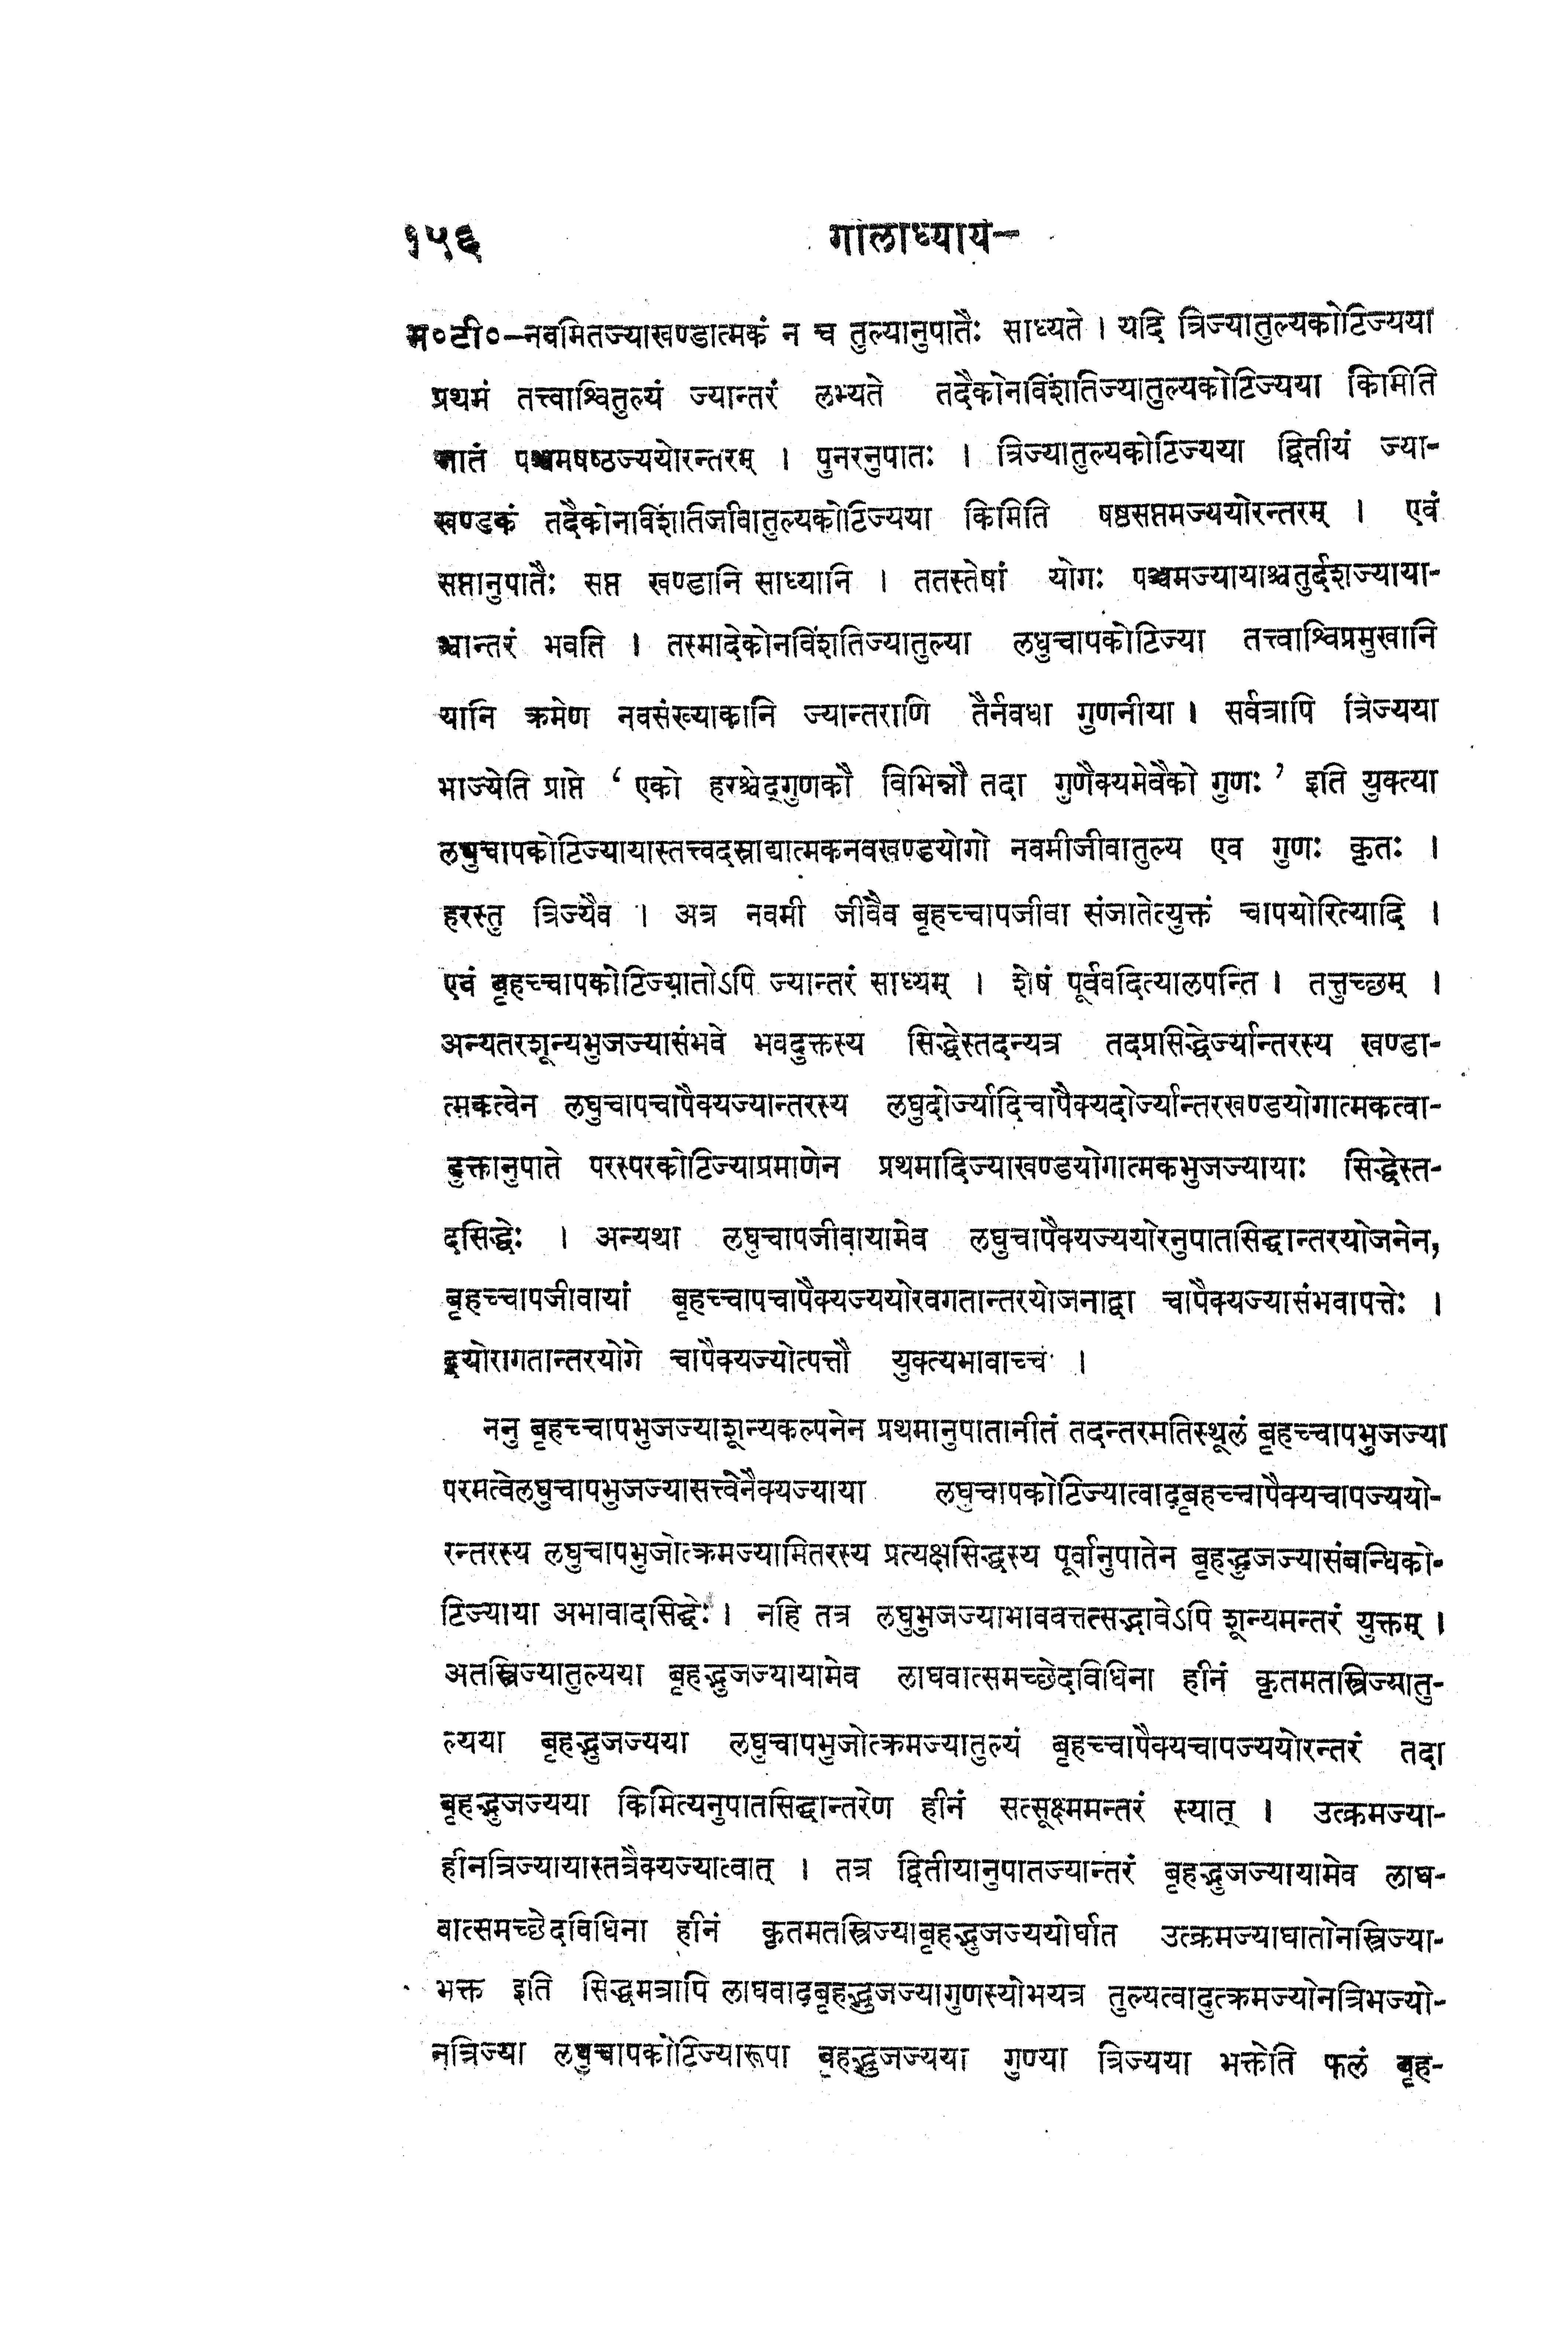 १५६ गोलाध्याये-
म०टी०-नवमितज्याखण्डात्मकं न च तुल्यानुपातैः साध्यते । यदि त्रिज्यातुल्यकोटिज्यया
प्रथमं तत्त्वाश्वितुल्यं ज्यान्तरं लभ्यते तदैकोनविंशतिज्यातुल्यकोटिज्यया किमिति
जातं पञ्चमषष्ठज्ययोरन्तरम् । पुनरनुपातः । त्रिज्यातुल्यकोटिज्यया द्वितीयं ज्या-
खण्डकं तदैकोनविंशतिजीवातुल्यकोटिज्यया किमिति षष्ठसप्तमज्ययोरन्तरम् । एवं
सप्तानुपातैः सप्त खण्डानि साध्यानि । ततस्तेषां योगः पञ्चमज्यायाश्चतुर्दशज्याया-
श्चान्तरं भवति । तस्मादेकोनविंशतिज्यातुल्या लघुचापकोटिज्या तत्त्वाश्विप्रमुखानि
यानि क्रमेण नवसंख्याकानि ज्यान्तराणि तैर्नवधा गुणनीया । सर्वत्रापि त्रिज्यया
भाज्येति प्राप्ते ‘ एको हरश्चेद्गुणकौ विभिन्नौ तदा गुणैक्यमेवैको गुणः ’ इति युक्त्या
लघुचापकोटिज्यायास्तत्त्वदस्राद्यात्मकनवखण्डयोगो नवमीजीवातुल्य एव गुणः कृतः ।
हरस्तु त्रिज्यैव । अत्र नवमी जीवैव बृहच्चापजीवा संजातेत्युक्तं चापयोरित्यादि ।
एवं बृहच्चापकोटिज्यातोऽपि ज्यान्तरं साध्यम् । शेषं पूर्ववदित्यालपन्ति । तत्तुच्छम् ।
अन्यतरशून्यभुजज्यासंभवे भवदुक्तस्य सिद्धेस्तदन्यत्र तदप्रसिद्धेर्ज्यान्तरस्य खण्डा-
त्मकत्वेन लघुचापचापैक्यज्यान्तरस्य लघुदोर्ज्यादिचापैक्यदोर्ज्यान्तरखण्डयोगात्मकत्वा-
दुक्तानुपाते परस्परकोटिज्याप्रमाणेन प्रथमादिज्याखण्डयोगात्मकभुजज्यायाः सिद्धेस्त-
दसिद्धेः । अन्यथा लघुचापजीवायामेव लघुचापैक्यज्ययोरनुपातसिद्धान्तरयोजनेन,
बृहच्चापजीवायां बृहच्चापचापैक्यज्ययोरवगतान्तरयोजनाद्वा चापैक्यज्यासंभवापत्तेः ।
द्वयोरागतान्तरयोगे चापैक्यज्योत्पत्तौ युक्त्यभावाच्च ।
ननु बृहच्चापभुजज्याशून्यकल्पनेन प्रथमानुपातानीतं तदन्तरमतिस्थूलं बृहच्चापभुजज्या
परमत्वेलघुचापभुजज्यासत्त्वेनैक्यज्याया लघुचापकोटिज्यात्वाद्बृहच्चापैक्यचापज्ययो-
रन्तरस्य लघुचापभुजोत्क्रमज्यामितरस्य प्रत्यक्षसिद्धस्य पूर्वानुपातेन बृहद्भुजज्यासंबन्धिको-
टिज्याया अभावादसिद्धेः । नहि तत्र लघुभुजज्याभाववत्तत्सद्भावेऽपि शून्यमन्तरं युक्तम् ।
अतस्त्रिज्यातुल्यया बृहद्भुजज्यायामेव लाघवात्समच्छेदविधिना हीनं कृतमतस्त्रिज्यातु-
ल्यया बृहद्भुजज्यया लघुचापभुजोत्क्रमज्यातुल्यं बृहच्चापैक्यचापज्ययोरन्तरं तदा
बृहद्भुजज्यया किमित्यनुपातसिद्धान्तरेण हीनं सत्सूक्ष्ममन्तरं स्यात् । उत्क्रमज्या-
हीनत्रिज्यायास्तत्रैक्यज्यात्वात् । तत्र द्वितीयानुपातज्यान्तरं बृहद्भुजज्यायामेव लाघ-
वात्समच्छेदविधिना हीनं कृतमतस्त्रिज्याबृहद्भुजज्ययोर्घात उत्क्रमज्याघातोनस्त्रिज्या-
भक्त इति सिद्धमत्रापि लाघवाद्बृहद्भुजज्यागुणस्योभयत्र तुल्यत्वादुत्क्रमज्योनत्रिभज्यो-
नत्रिज्या लघुचापकोटिज्यारूपा बृहद्भुजज्यया गुण्या त्रिज्यया भक्तेति फलं बृह-